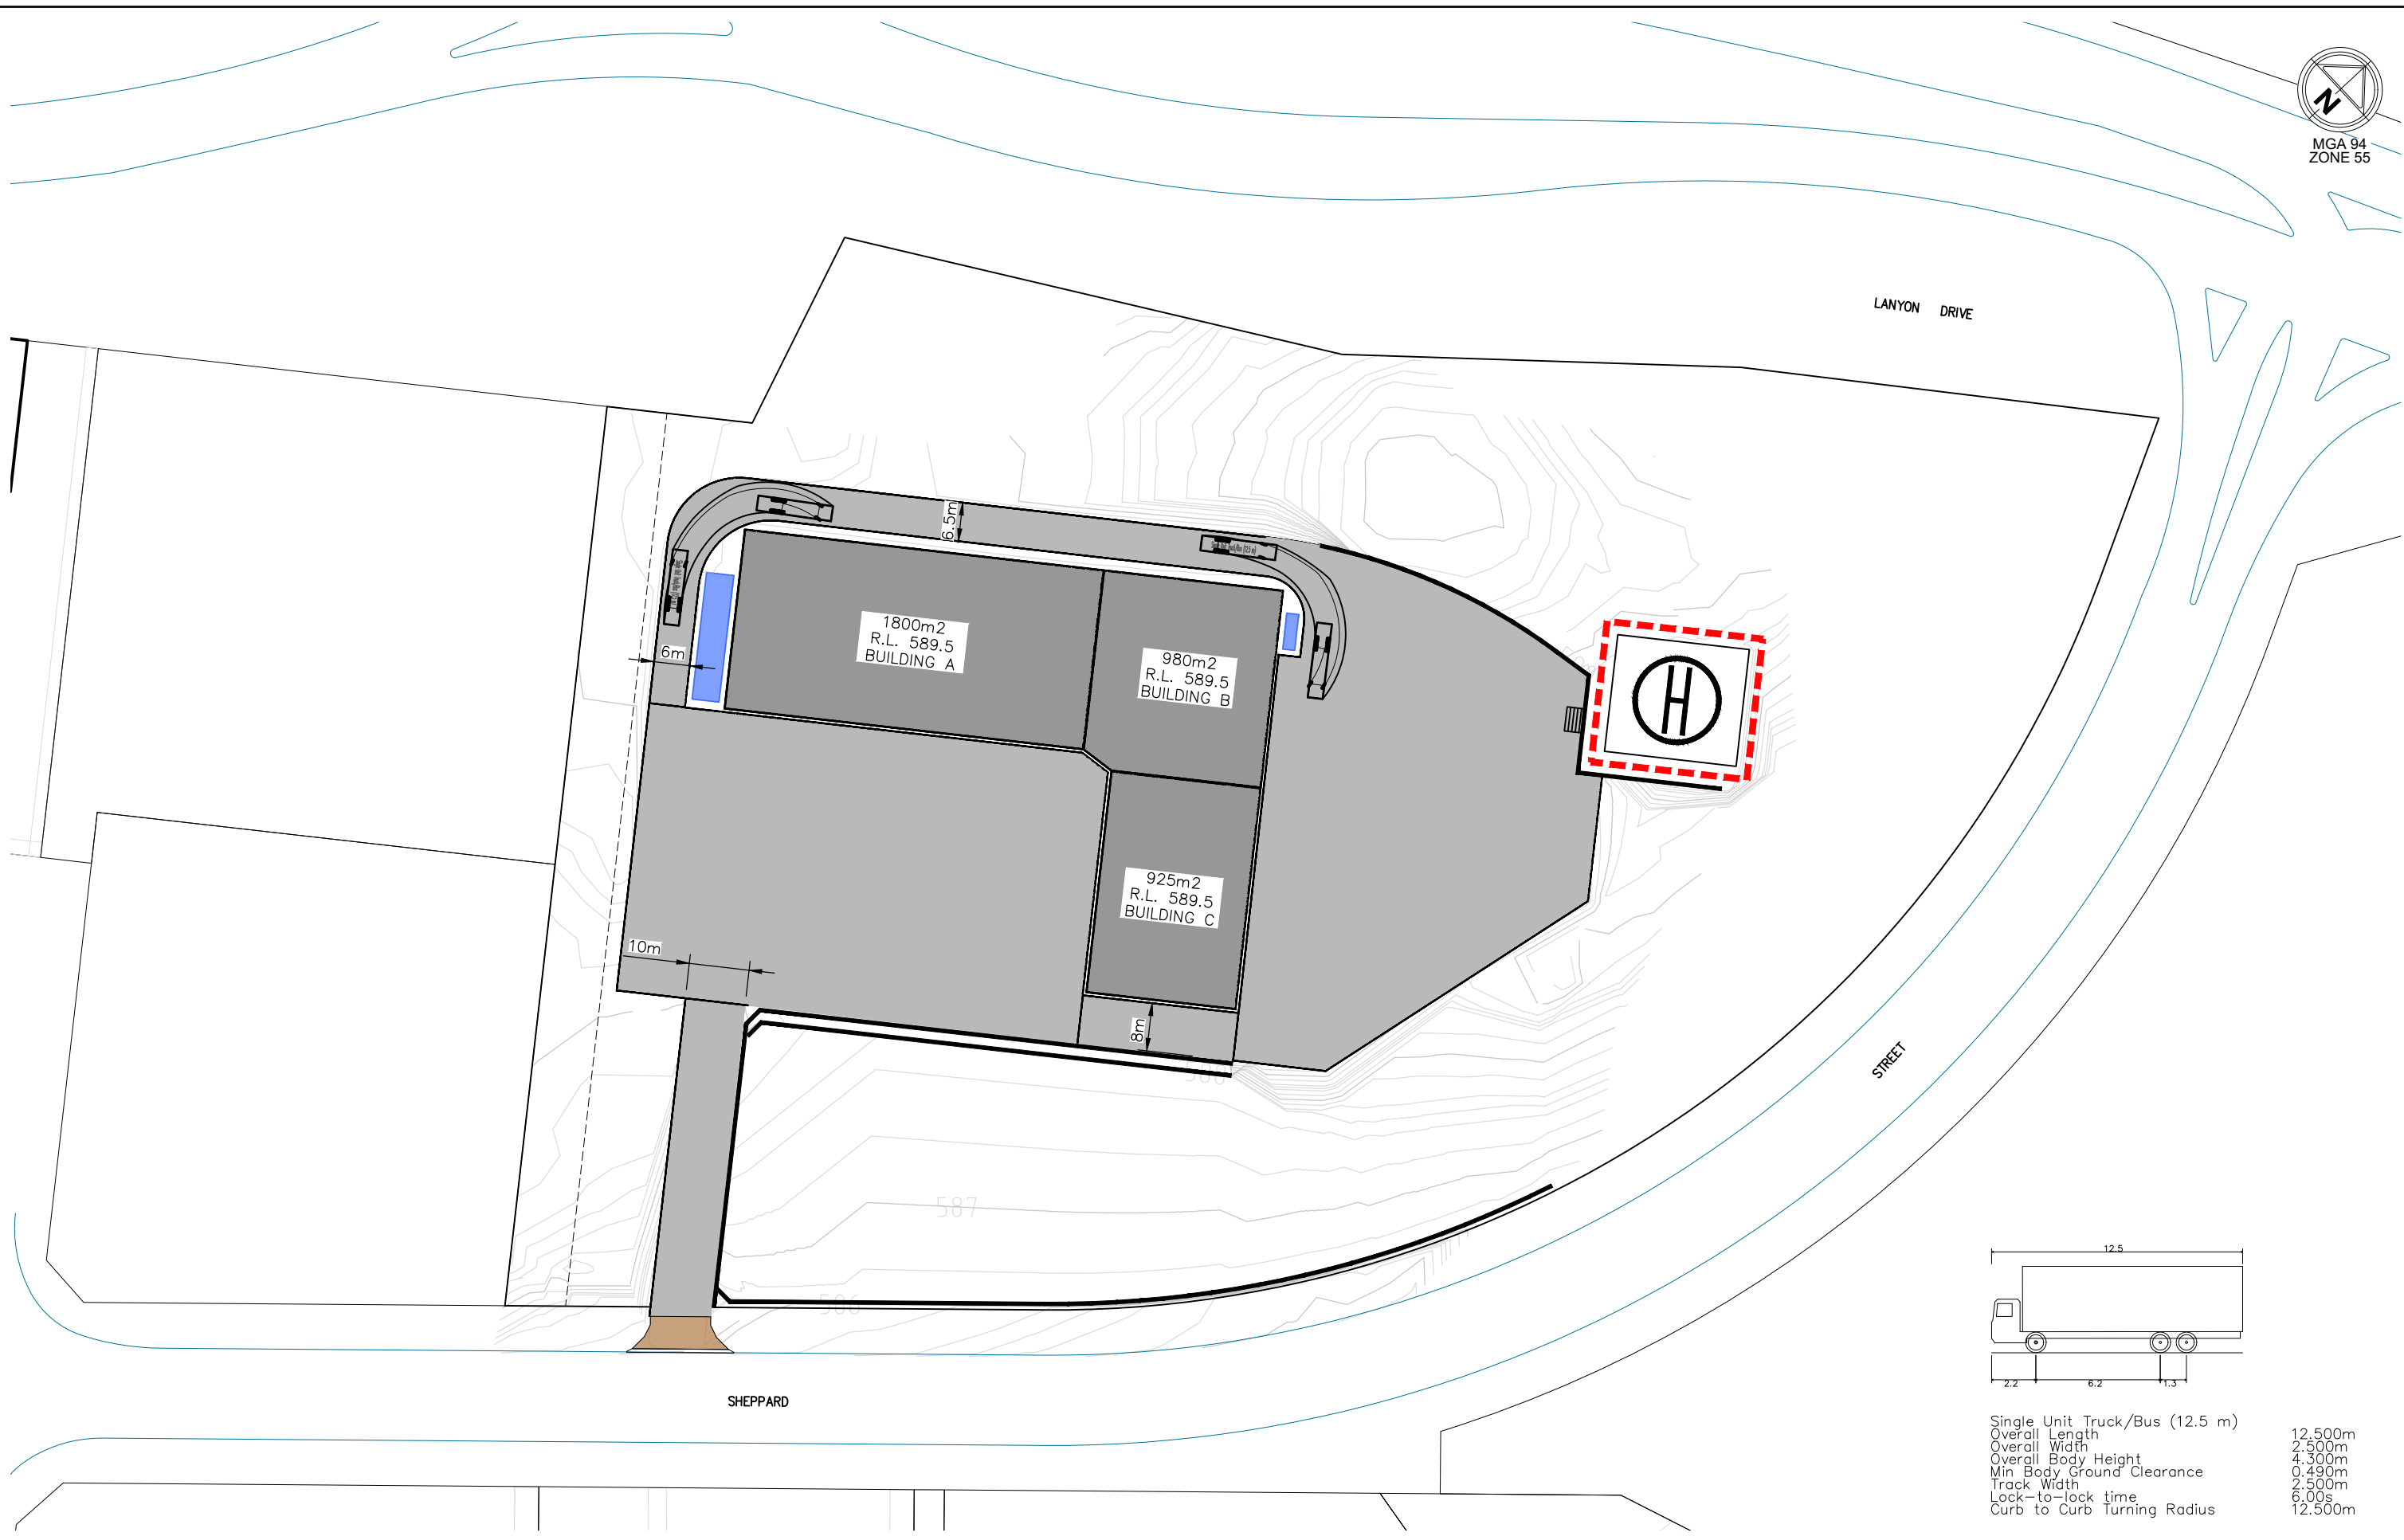 N
MGA 94
ZONE 55
LANYON DRIVE
6.5m
6m
1800m2
R.L. 589.5
BUILDING A
980m2
R.L. 589.5
BUILDING B
H
925m2
R.L. 589.5
BUILDING C
10m
8m
588
STREET
587
586
SHEPPARD
12.5
2.2
6.2
1.3
Single Unit Truck/Bus (12.5 m)
Overall Length 12.500m
Overall Width 2.500m
Overall Body Height 4.300m
Min Body Ground Clearance 0.490m
Track Width 2.500m
Lock-to-lock time 6.00s
Curb to Curb Turning Radius 12.500m